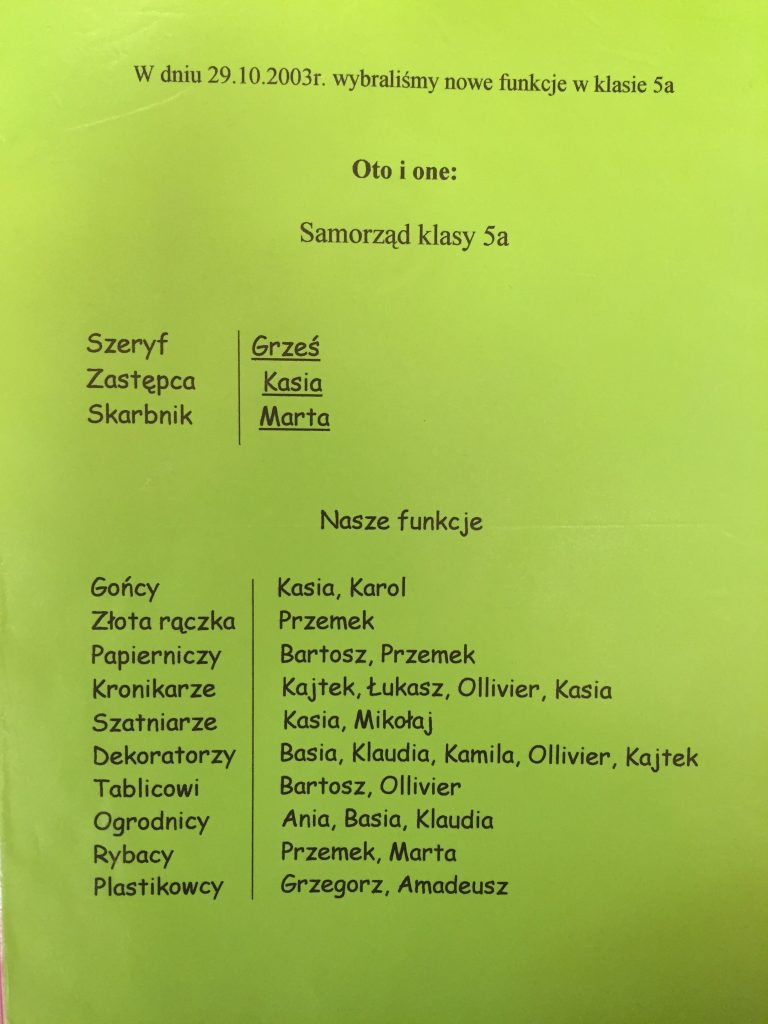 W dniu 29.10.2003r. wybraliśmy nowe funkcje w klasie 5a
Oto i one:
Samorząd klasy 5a
Szeryf Grześ
Zastępca Kasia
Skarbnik Marta
Nasze funkcje
Gońcy Kasia, Karol
Złota rączka Przemek
Papierniczy Bartosz, Przemek
Kronikarze Kajtek, Łukasz, Ollivier, Kasia
Szatniarze Kasia, Mikołaj
Dekoratorzy Basia, Klaudia, Kamila, Ollivier, Kajtek
Tablicowi Bartosz, Ollivier
Ogrodnicy Ania, Basia, Klaudia
Rybacy Przemek, Marta
Plastikowcy Grzegorz, Amadeusz